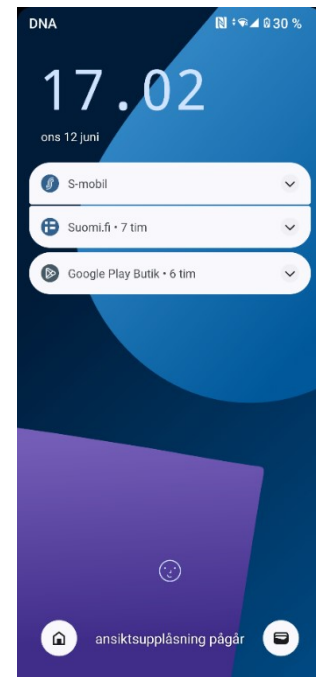 DNA 30 %
17.02
ons 12 juni
S-mobil
Suomi.fi • 7 tim
Google Play Butik • 6 tim
ansiktsupplåsning pågår